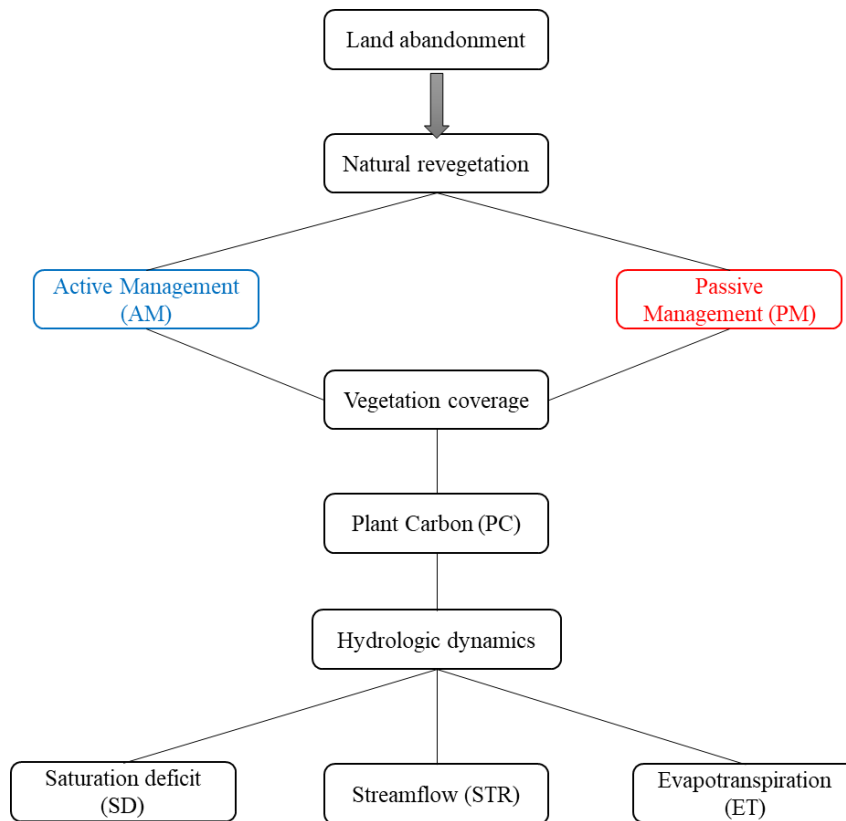 Land abandonment
Natural revegetation
Active Management
(AM)
Passive
Management (PM)
Vegetation coverage
Plant Carbon (PC)
Hydrologic dynamics
Saturation deficit
(SD)
Streamflow (STR)
Evapotranspiration
(ET)